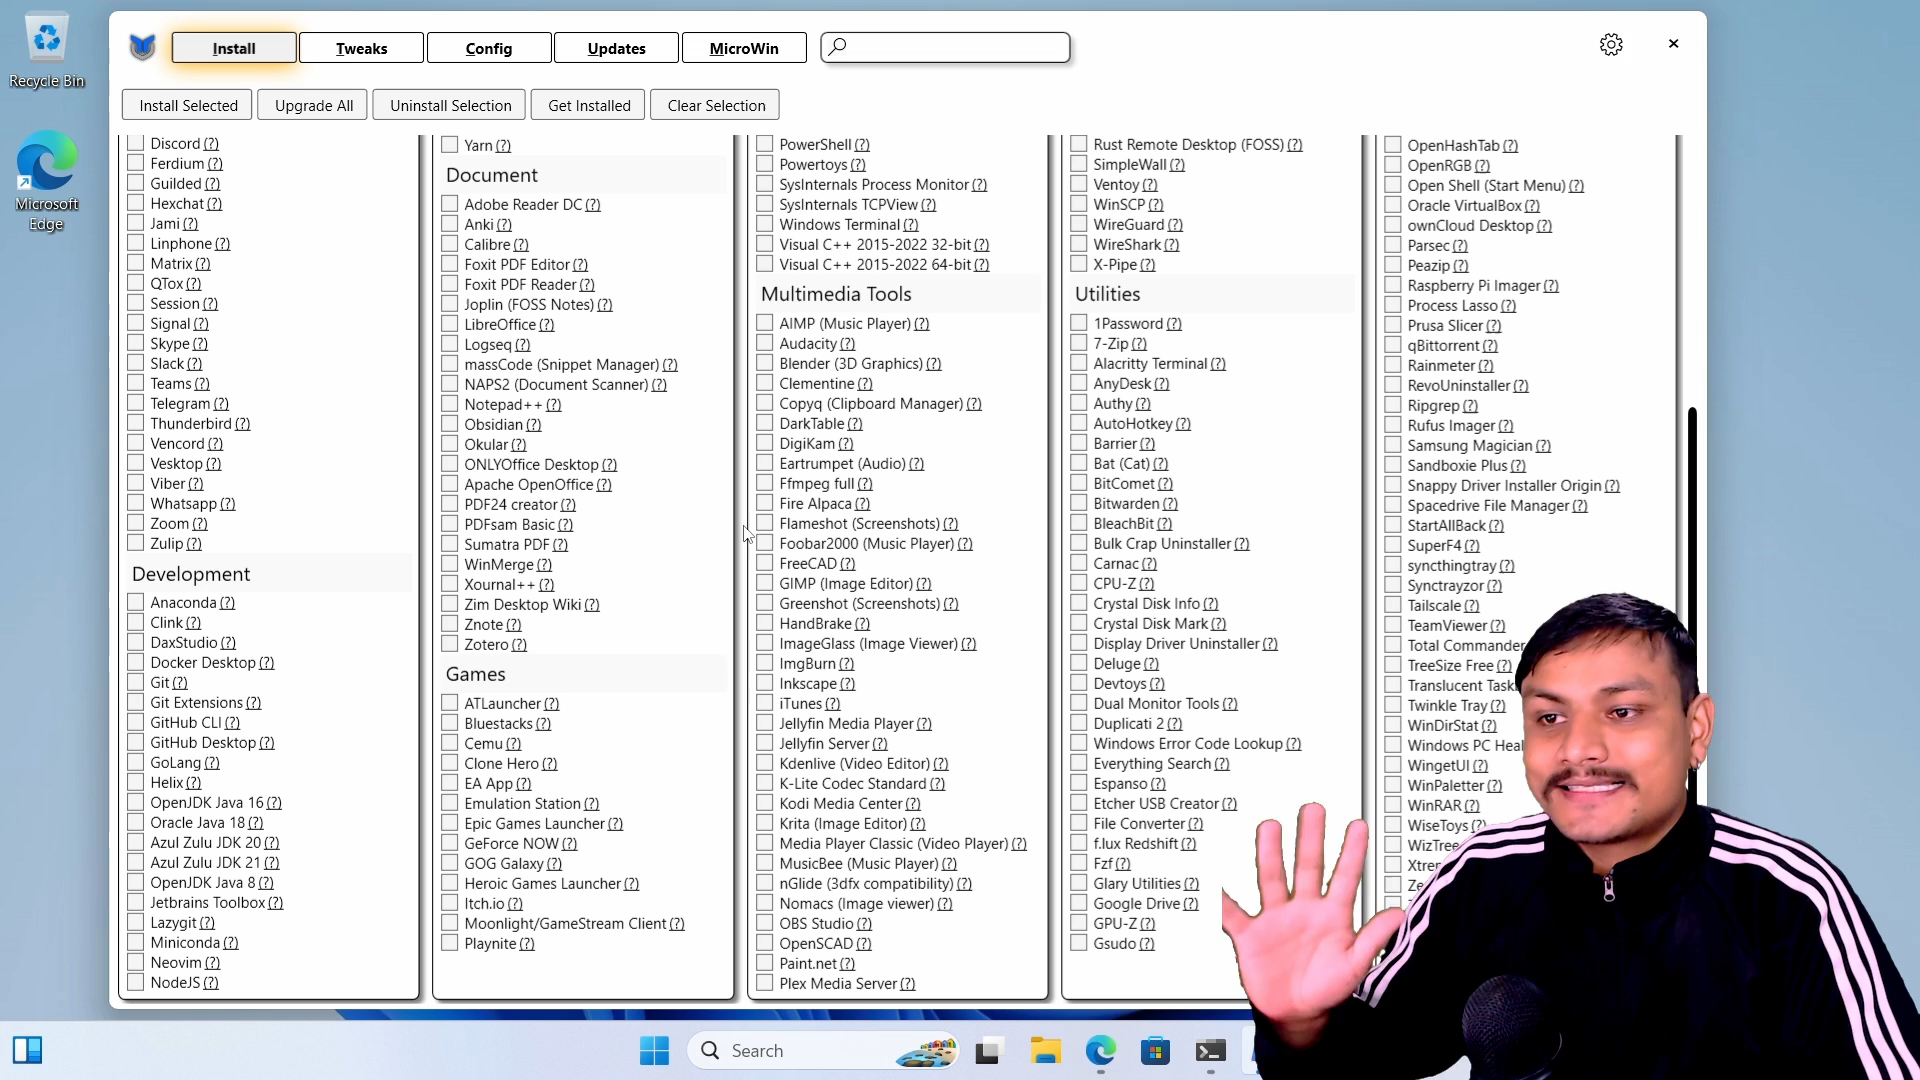 Recycle Bin
Microsoft
Edge
Install
Tweaks
Config
Updates
MicroWin
Install Selected
Upgrade All
Uninstall Selection
Get Installed
Clear Selection
Discord (?)
Ferdium (?)
Guilded (?)
Hexchat (?)
Jami (?)
Linphone (?)
Matrix (?)
QTox (?)
Session (?)
Signal (?)
Skype (?)
Slack (?)
Teams (?)
Telegram (?)
Thunderbird (?)
Vencord (?)
Vesktop (?)
Viber (?)
Whatsapp (?)
Zoom (?)
Zulip (?)
Development
Anaconda (?)
Clink (?)
DaxStudio (?)
Docker Desktop (?)
Git (?)
Git Extensions (?)
GitHub CLI (?)
GitHub Desktop (?)
GoLang (?)
Helix (?)
OpenJDK Java 16 (?)
Oracle Java 18 (?)
Azul Zulu JDK 20 (?)
Azul Zulu JDK 21 (?)
OpenJDK Java 8 (?)
Jetbrains Toolbox (?)
Lazygit (?)
Miniconda (?)
Neovim (?)
NodeJS (?)
Yarn (?)
Document
Adobe Reader DC (?)
Anki (?)
Calibre (?)
Foxit PDF Editor (?)
Foxit PDF Reader (?)
Joplin (FOSS Notes) (?)
LibreOffice (?)
Logseq (?)
massCode (Snippet Manager) (?)
NAPS2 (Document Scanner) (?)
Notepad++ (?)
Obsidian (?)
Okular (?)
ONLYOffice Desktop (?)
Apache OpenOffice (?)
PDF24 creator (?)
PDFsam Basic (?)
Sumatra PDF (?)
WinMerge (?)
Xournal++ (?)
Zim Desktop Wiki (?)
Znote (?)
Zotero (?)
Games
ATLauncher (?)
Bluestacks (?)
Cemu (?)
Clone Hero (?)
EA App (?)
Emulation Station (?)
Epic Games Launcher (?)
GeForce NOW (?)
GOG Galaxy (?)
Heroic Games Launcher (?)
Itch.io (?)
Moonlight/GameStream Client (?)
Playnite (?)
PowerShell (?)
Powertoys (?)
SysInternals Process Monitor (?)
SysInternals TCPView (?)
Windows Terminal (?)
Visual C++ 2015-2022 32-bit (?)
Visual C++ 2015-2022 64-bit (?)
Multimedia Tools
AIMP (Music Player) (?)
Audacity (?)
Blender (3D Graphics) (?)
Clementine (?)
Copyq (Clipboard Manager) (?)
DarkTable (?)
DigiKam (?)
Eartrumpet (Audio) (?)
Ffmpeg full (?)
Fire Alpaca (?)
Flameshot (Screenshots) (?)
Foobar2000 (Music Player) (?)
FreeCAD (?)
GIMP (Image Editor) (?)
Greenshot (Screenshots) (?)
HandBrake (?)
ImageGlass (Image Viewer) (?)
ImgBurn (?)
Inkscape (?)
iTunes (?)
Jellyfin Media Player (?)
Jellyfin Server (?)
Kdenlive (Video Editor) (?)
K-Lite Codec Standard (?)
Kodi Media Center (?)
Krita (Image Editor) (?)
Media Player Classic (Video Player) (?)
MusicBee (Music Player) (?)
nGlide (3dfx compatibility) (?)
Nomacs (Image viewer) (?)
OBS Studio (?)
OpenSCAD (?)
Paint.net (?)
Plex Media Server (?)
Rust Remote Desktop (FOSS) (?)
SimpleWall (?)
Ventoy (?)
WinSCP (?)
WireGuard (?)
WireShark (?)
X-Pipe (?)
Utilities
1Password (?)
7-Zip (?)
Alacritty Terminal (?)
AnyDesk (?)
Authy (?)
AutoHotkey (?)
Barrier (?)
Bat (Cat) (?)
BitComet (?)
Bitwarden (?)
BleachBit (?)
Bulk Crap Uninstaller (?)
Carnac (?)
CPU-Z (?)
Crystal Disk Info (?)
Crystal Disk Mark (?)
Display Driver Uninstaller (?)
Deluge (?)
Devtoys (?)
Dual Monitor Tools (?)
Duplicati 2 (?)
Windows Error Code Lookup (?)
Everything Search (?)
Espanso (?)
Etcher USB Creator (?)
File Converter (?)
f.lux Redshift (?)
Fzf (?)
Glary Utilities (?)
Google Drive (?)
GPU-Z (?)
Gsudo (?)
OpenHashTab (?)
OpenRGB (?)
Open Shell (Start Menu) (?)
Oracle VirtualBox (?)
ownCloud Desktop (?)
Parsec (?)
Peazip (?)
Raspberry Pi Imager (?)
Process Lasso (?)
Prusa Slicer (?)
qBittorrent (?)
Rainmeter (?)
RevoUninstaller (?)
Ripgrep (?)
Rufus Imager (?)
Samsung Magician (?)
Sandboxie Plus (?)
Snappy Driver Installer Origin (?)
Spacedrive File Manager (?)
StartAllBack (?)
SuperF4 (?)
syncthingtray (?)
Synctrayzor (?)
Tailscale (?)
TeamViewer (?)
Total Commander
TreeSize Free (?)
Translucent Task
Twinkle Tray (?)
WinDirStat (?)
Windows PC Heal
WingetUI (?)
WinPaletter (?)
WinRAR (?)
WiseToys (?)
WizTree
Xtre
Ze
Search